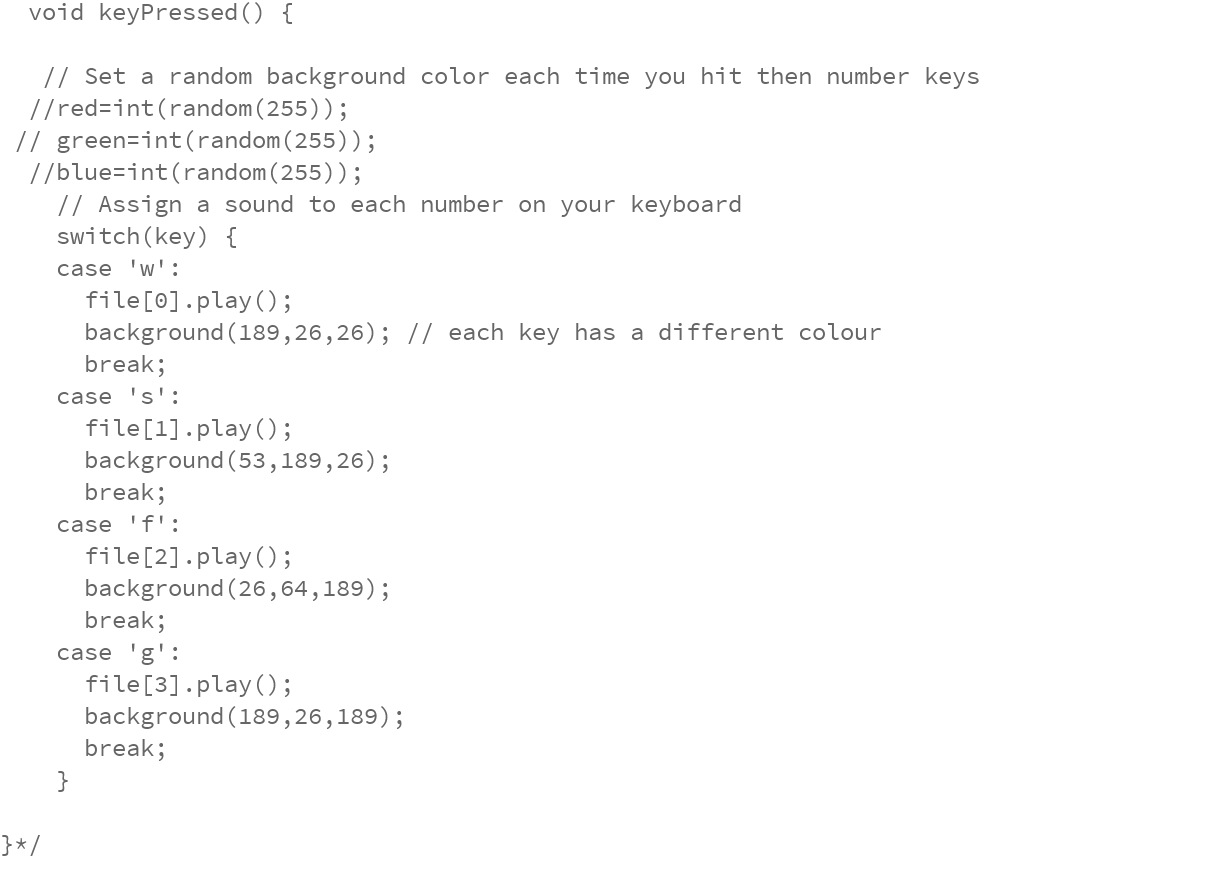 void keyPressed() {
// Set a random background color each time you hit then number keys
//red=int(random(255));
// green=int(random(255));
//blue=int(random(255));
// Assign a sound to each number on your keyboard
switch(key) {
case 'w':
file[0].play();
background(189,26,26); // each key has a different colour
break;
case 's':
file[1].play();
background(53,189,26);
break;
case 'f':
file[2].play();
background(26,64,189);
break;
case 'g':
file[3].play();
background(189,26,189);
break;
}
}*/